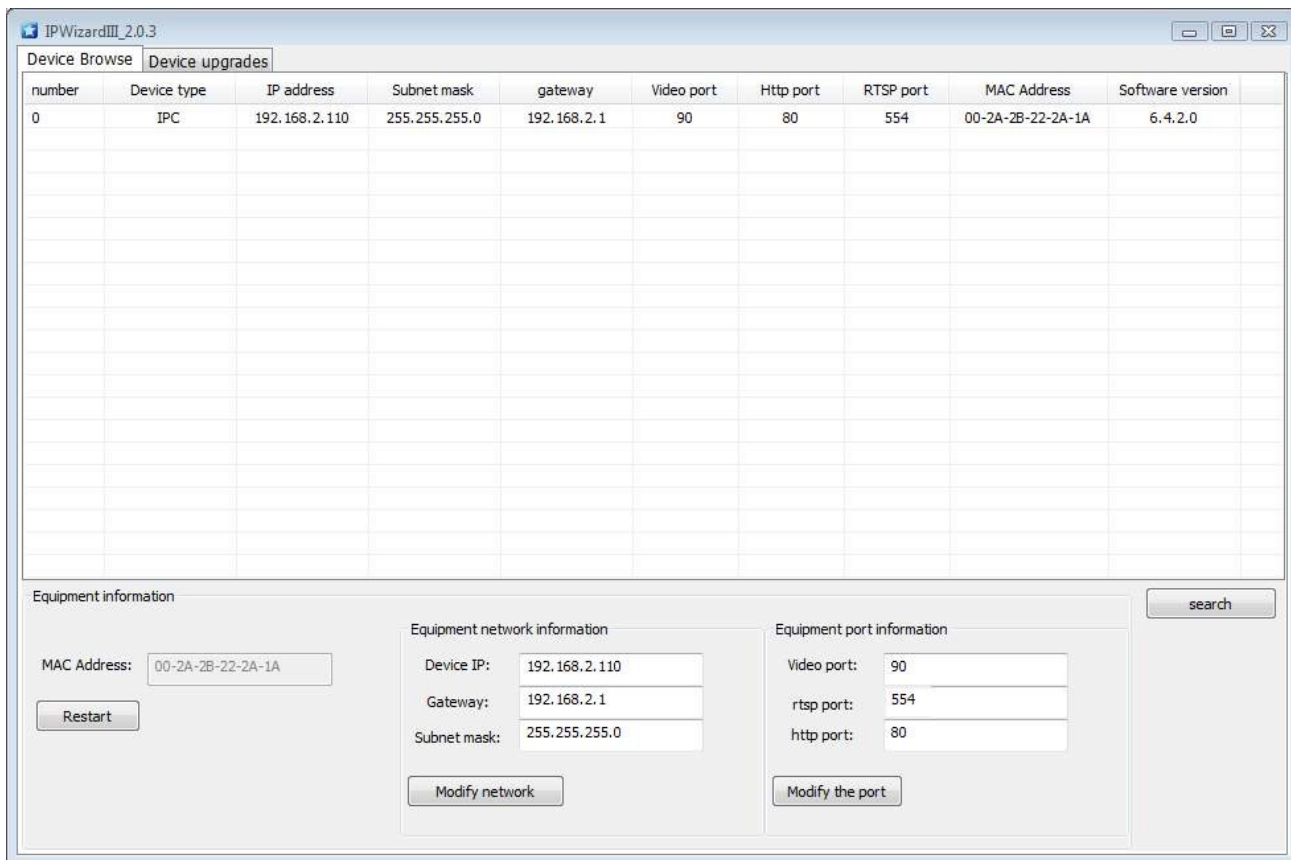 IPWizardIII_2.0.3
Device Browse Device upgrades
number Device type IP address Subnet mask gateway Video port Http port RTSP port MAC Address Software version
0 IPC 192.168.2.110 255.255.255.0 192.168.2.1 90 80 554 00-2A-2B-22-2A-1A 6.4.2.0
Equipment information
search
Equipment network information Equipment port information
MAC Address: 00-2A-2B-22-2A-1A Device IP: 192.168.2.110 Video port: 90
Gateway: 192.168.2.1 rtsp port: 554
Restart
Subnet mask: 255.255.255.0 http port: 80
Modify network Modify the port